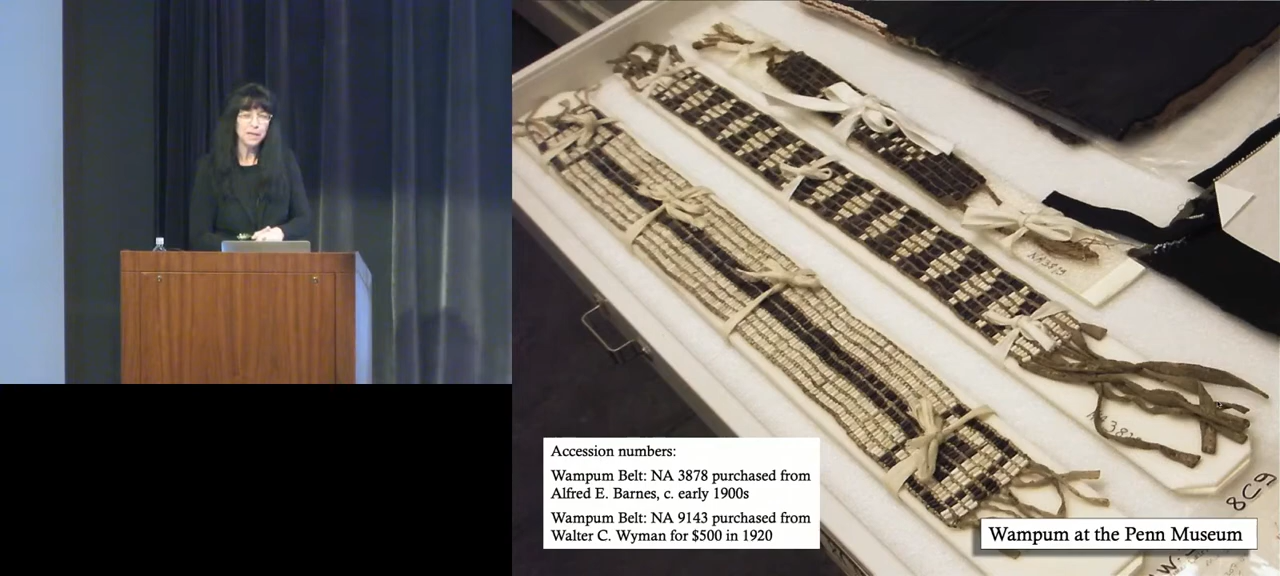 Accession numbers:
Wampum Belt: NA 3878 purchased from
Alfred E. Barnes, c. early 1900s
Wampum Belt: NA 9143 purchased from
Walter C. Wyman for $500 in 1920
Wampum at the Penn Museum
8C9